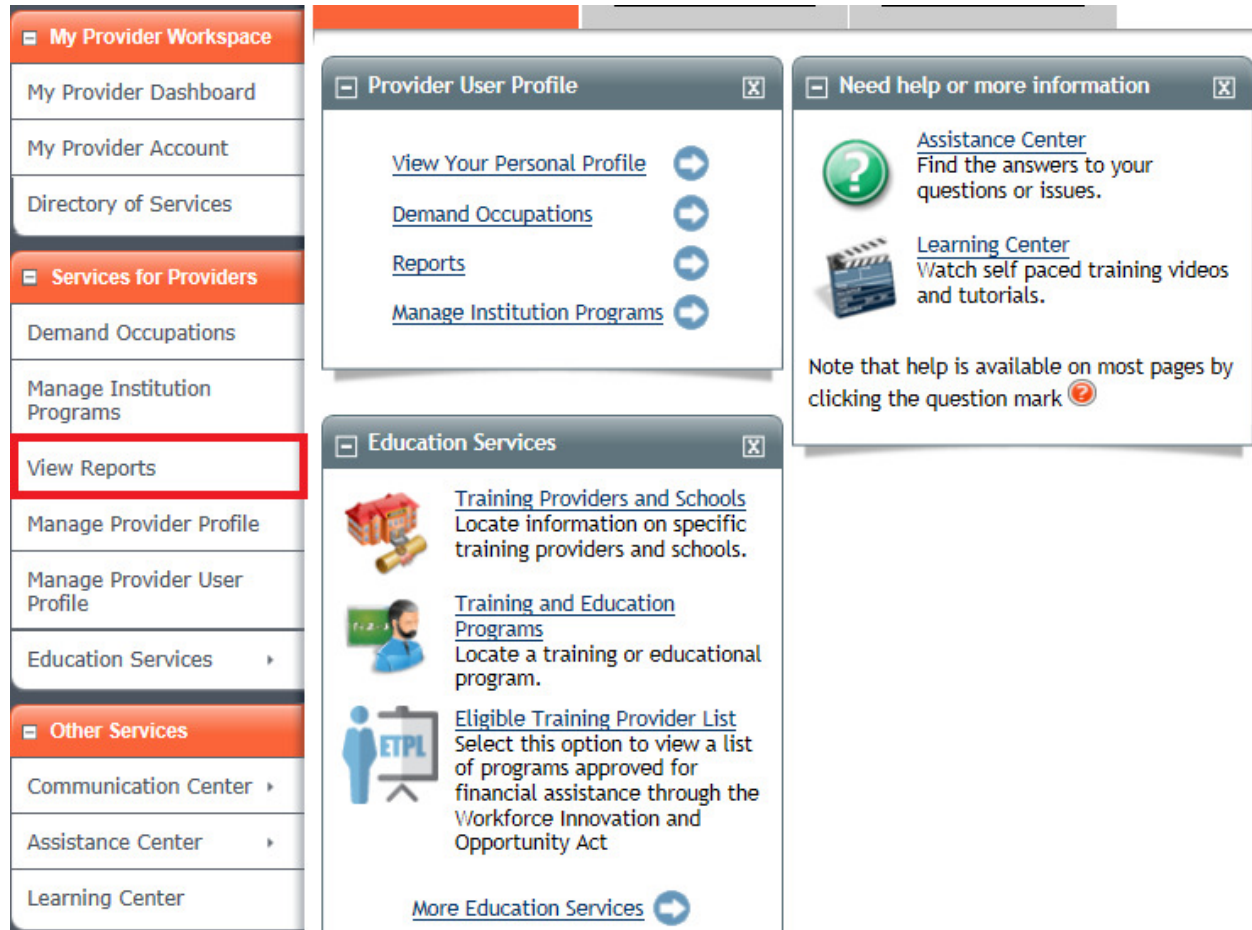 My Provider Workspace
My Provider Dashboard
My Provider Account
Directory of Services
Services for Providers
Demand Occupations
Manage Institution
Programs
View Reports
Manage Provider Profile
Manage Provider User
Profile
Education Services
Other Services
Communication Center
Assistance Center
Learning Center
Provider User Profile
View Your Personal Profile
Demand Occupations
Reports
Manage Institution Programs
Education Services
Training Providers and Schools
Locate information on specific
training providers and schools.
Training and Education
Programs
Locate a training or educational
program.
ETPL
Eligible Training Provider List
Select this option to view a list
of programs approved for
financial assistance through the
Workforce Innovation and
Opportunity Act
More Education Services
Need help or more information
Assistance Center
Find the answers to your
questions or issues.
Learning Center
Watch self paced training videos
and tutorials.
Note that help is available on most pages by
clicking the question mark